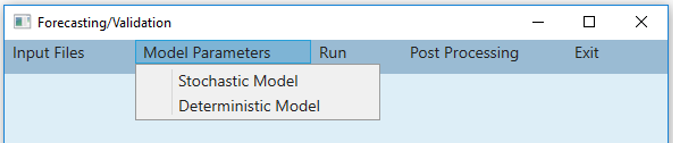 Forecasting/Validation
Input Files Model Parameters Run Post Processing Exit
Stochastic Model
Deterministic Model